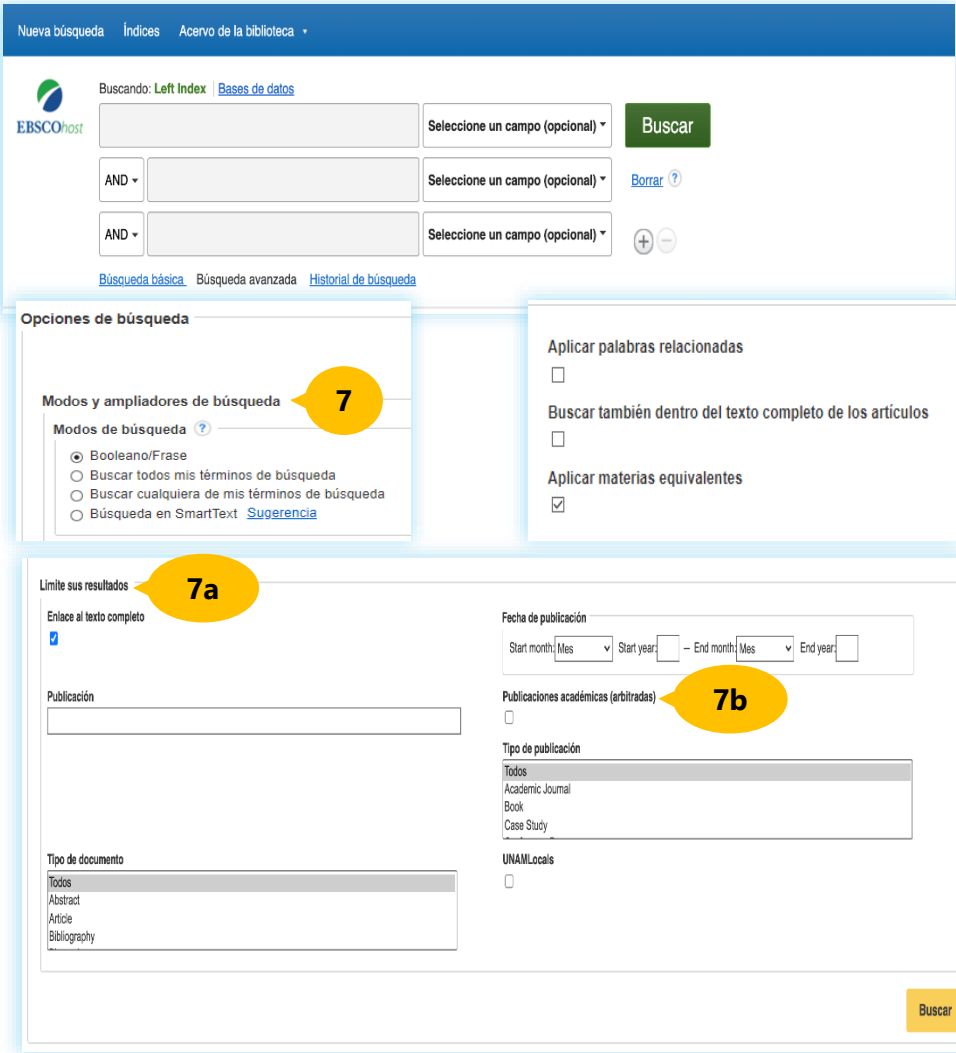 Nueva búsqueda Índices Acervo de la biblioteca
Buscando: Left Index Bases de datos
EBSCOhost
Seleccione un campo (opcional) Buscar
AND Seleccione un campo (opcional) Borrar ?
AND Seleccione un campo (opcional) + −
Búsqueda básica Búsqueda avanzada Historial de búsqueda
Opciones de búsqueda
Modos y ampliadores de búsqueda 7
Modos de búsqueda ?
Booleano/Frase
Buscar todos mis términos de búsqueda
Buscar cualquiera de mis términos de búsqueda
Búsqueda en SmartText Sugerencia
Aplicar palabras relacionadas
Buscar también dentro del texto completo de los artículos
Aplicar materias equivalentes
Limite sus resultados 7a
Enlace al texto completo
Publicación
Tipo de documento
Todos
Abstract
Article
Bibliography
Fecha de publicación
Start month: Mes Start year: – End month: Mes End year:
Publicaciones académicas (arbitradas) 7b
Tipo de publicación
Todos
Academic Journal
Book
Case Study
UNAMLocals
Buscar